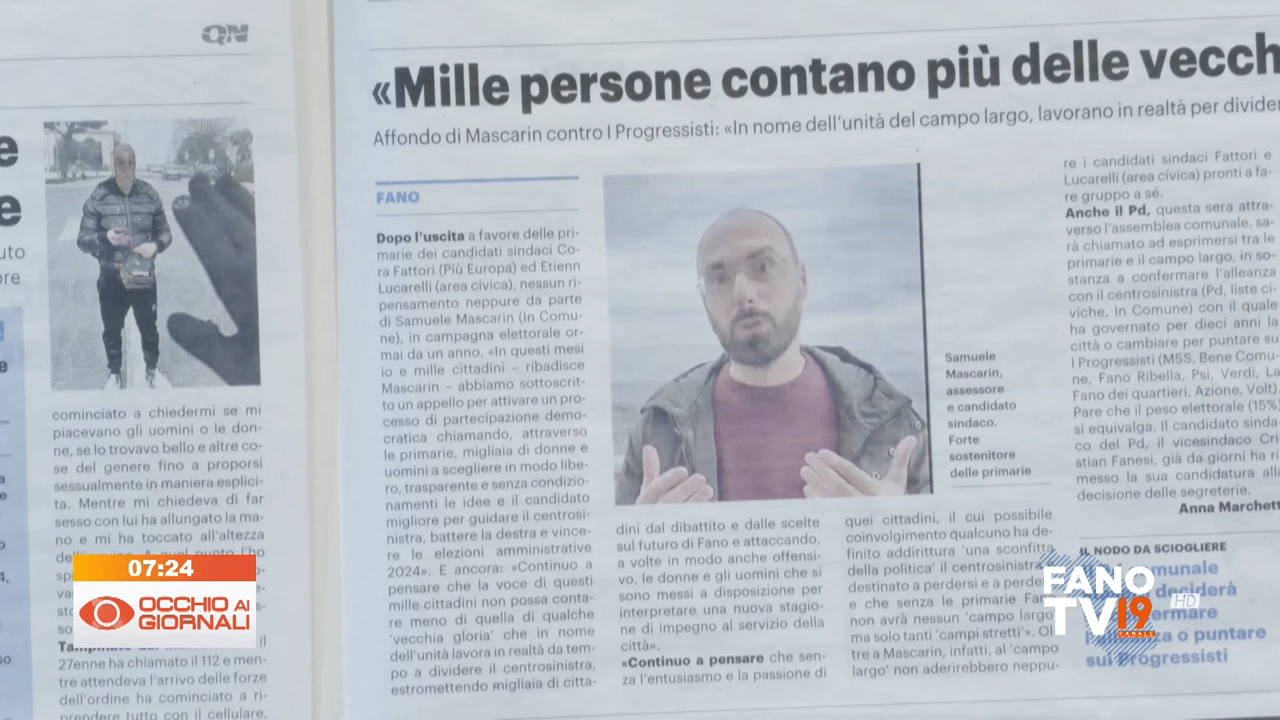 QN
e
e
uto
ore
cominciato a chiedermi se mi
piacevano gli uomini o le don-
ne, se lo trovavo bello e altre co-
se del genere fino a proporsi
sessualmente in maniera esplici-
ta. Mentre mi chiedeva di far
sesso con lui ha allungato la ma-
no e mi ha toccato all'altezza
27enne ha chiamato il 112 e men-
tre attendeva l'arrivo delle forze
dell'ordine ha cominciato a ri-
prendere tutto con il cellulare.
«Mille persone contano più delle vecch
Affondo di Mascarin contro I Progressisti: «In nome dell'unità del campo largo, lavorano in realtà per divider
FANO
Dopo l'uscita a favore delle pri-
marie dei candidati sindaci Co-
ra Fattori (Più Europa) ed Etienn
Lucarelli (area civica), nessun ri-
pensamento neppure da parte
di Samuele Mascarin (In Comu-
ne), in campagna elettorale or-
mai da un anno. «In questi mesi
io e mille cittadini – ribadisce
Mascarin – abbiamo sottoscrit-
to un appello per attivare un pro-
cesso di partecipazione demo-
cratica chiamando, attraverso
le primarie, migliaia di donne e
uomini a scegliere in modo libe-
ro, trasparente e senza condizio-
namenti le idee e il candidato
migliore per guidare il centrosi-
nistra, battere la destra e vince-
re le elezioni amministrative
2024». E ancora: «Continuo a
pensare che la voce di questi
mille cittadini non possa conta-
re meno di quella di qualche
'vecchia gloria' che in nome
dell'unità lavora in realtà da tem-
po a dividere il centrosinistra,
estromettendo migliaia di citta-
dini dal dibattito e dalle scelte
sul futuro di Fano e attaccando,
a volte in modo anche offensi-
vo, le donne e gli uomini che si
sono messi a disposizione per
interpretare una nuova stagio-
ne di impegno al servizio della
città».
«Continuo a pensare che sen-
za l'entusiasmo e la passione di
quei cittadini, il cui possibile
coinvolgimento qualcuno ha de-
finito addirittura 'una sconfitta
della politica' il centrosinistra
destinato a perdersi e a perdere
e che senza le primarie Fano
non avrà nessun 'campo largo'
ma solo tanti 'campi stretti'». Ol
tre a Mascarin, infatti, al 'campo
largo' non aderirebbero neppu-
Samuele
Mascarin,
assessore
e candidato
sindaco.
Forte
sostenitore
delle primarie
re i candidati sindaci Fattori e
Lucarelli (area civica) pronti a fa-
re gruppo a sé.
Anche il Pd, questa sera attra-
verso l'assemblea comunale, sa-
rà chiamato ad esprimersi tra le
primarie e il campo largo, in so-
stanza a confermare l'alleanza
con il centrosinistra (Pd, liste ci-
viche, In Comune) con il quale
ha governato per dieci anni la
città o cambiare per puntare su
I Progressisti (M5S, Bene Comu-
ne, Fano Ribella, Psi, Verdi, La
Fano dei quartieri, Azione, Volt)
Pare che il peso elettorale (15%)
si equivalga. Il candidato sinda-
co del Pd, il vicesindaco Cri
stian Fanesi, già da giorni ha ri
messo la sua candidatura all
decisione delle segreterie.
Anna Marchett
IL NODO DA SCIOGLIERE
munale
deciderà
ermare
o puntare
sui Progressisti
07:24
OCCHIO AI
GIORNALI
FANO
TV 19
CANALE
HD